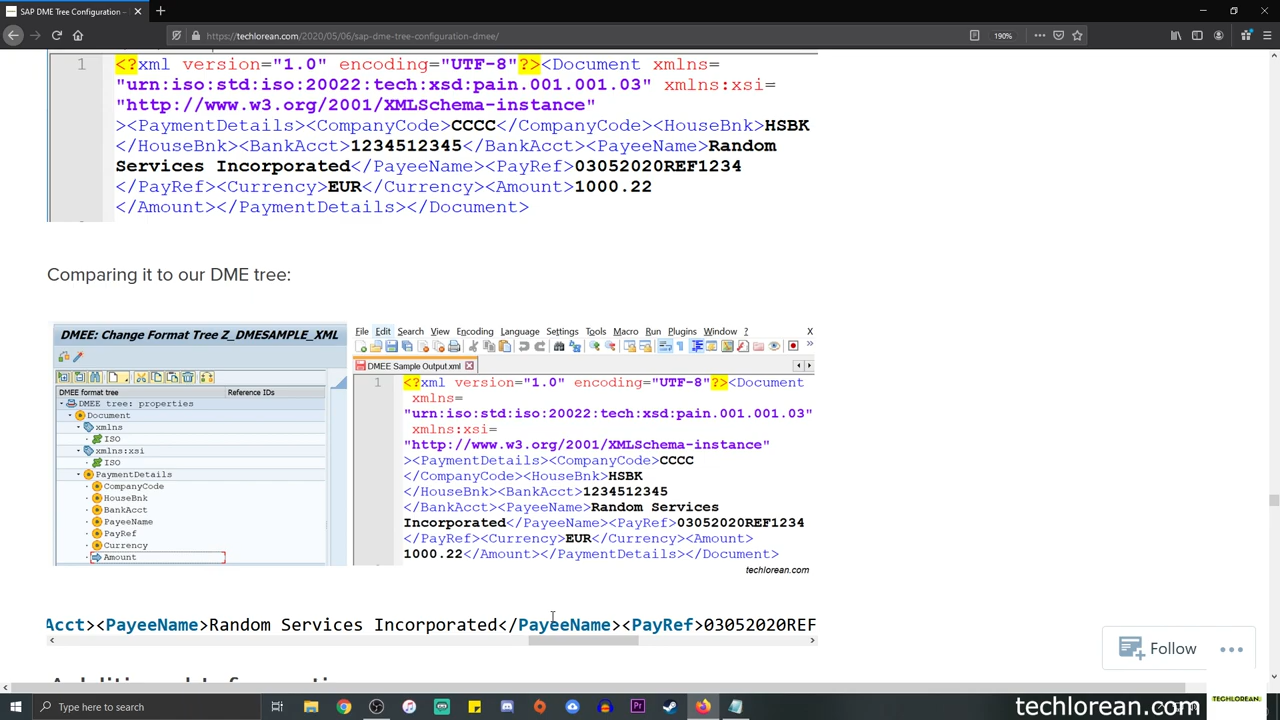 SAP DME Tree Configuration -
https://techlorean.com/2020/05/06/sap-dme-tree-configuration-dmee/
190%
1
<?xml version="1.0" encoding="UTF-8"?><Document xmlns=
"urn:iso:std:iso:20022:tech:xsd:pain.001.001.03" xmlns:xsi=
"http://www.w3.org/2001/XMLSchema-instance"
><PaymentDetails><CompanyCode>CCCC</CompanyCode><HouseBnk>HSBK
</HouseBnk><BankAcct>1234512345</BankAcct><PayeeName>Random
Services Incorporated</PayeeName><PayRef>03052020REF1234
</PayRef><Currency>EUR</Currency><Amount>1000.22
</Amount></PaymentDetails></Document>
Comparing it to our DME tree:
DMEE: Change Format Tree Z_DMESAMPLE_XML
DMEE format tree
Reference IDs
DMEE tree: properties
Document
xmlns
ISO
xmlns:xsi
ISO
PaymentDetails
CompanyCode
HouseBnk
BankAcct
PayeeName
PayRef
Currency
Amount
File Edit Search View Encoding Language Settings Tools Macro Run Plugins Window ? X
DMEE Sample Output.xml
1
<?xml version="1.0" encoding="UTF-8"?><Document
xmlns=
"urn:iso:std:iso:20022:tech:xsd:pain.001.001.03"
xmlns:xsi=
"http://www.w3.org/2001/XMLSchema-instance"
><PaymentDetails><CompanyCode>CCCC
</CompanyCode><HouseBnk>HSBK
</HouseBnk><BankAcct>1234512345
</BankAcct><PayeeName>Random Services
Incorporated</PayeeName><PayRef>03052020REF1234
</PayRef><Currency>EUR</Currency><Amount>
1000.22</Amount></PaymentDetails></Document>
techlorean.com
Acct><PayeeName>Random Services Incorporated</PayeeName><PayRef>03052020REF
Follow
Type here to search
techlorean.com
TECHLOREAN